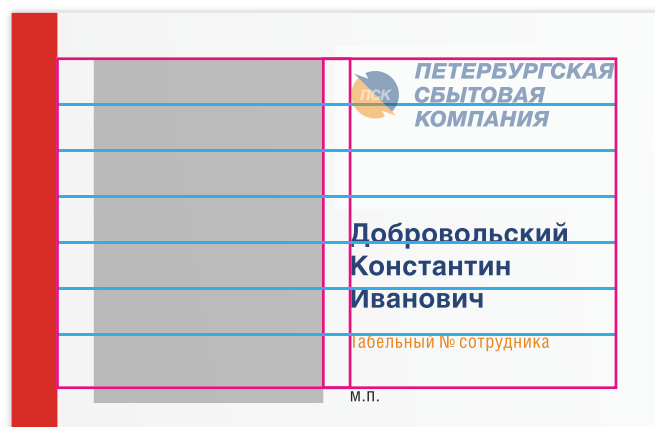 ПСК
ПЕТЕРБУРГСКАЯ
СБЫТОВАЯ
КОМПАНИЯ
Добровольский
Константин
Иванович
Табельный № сотрудника
М.П.